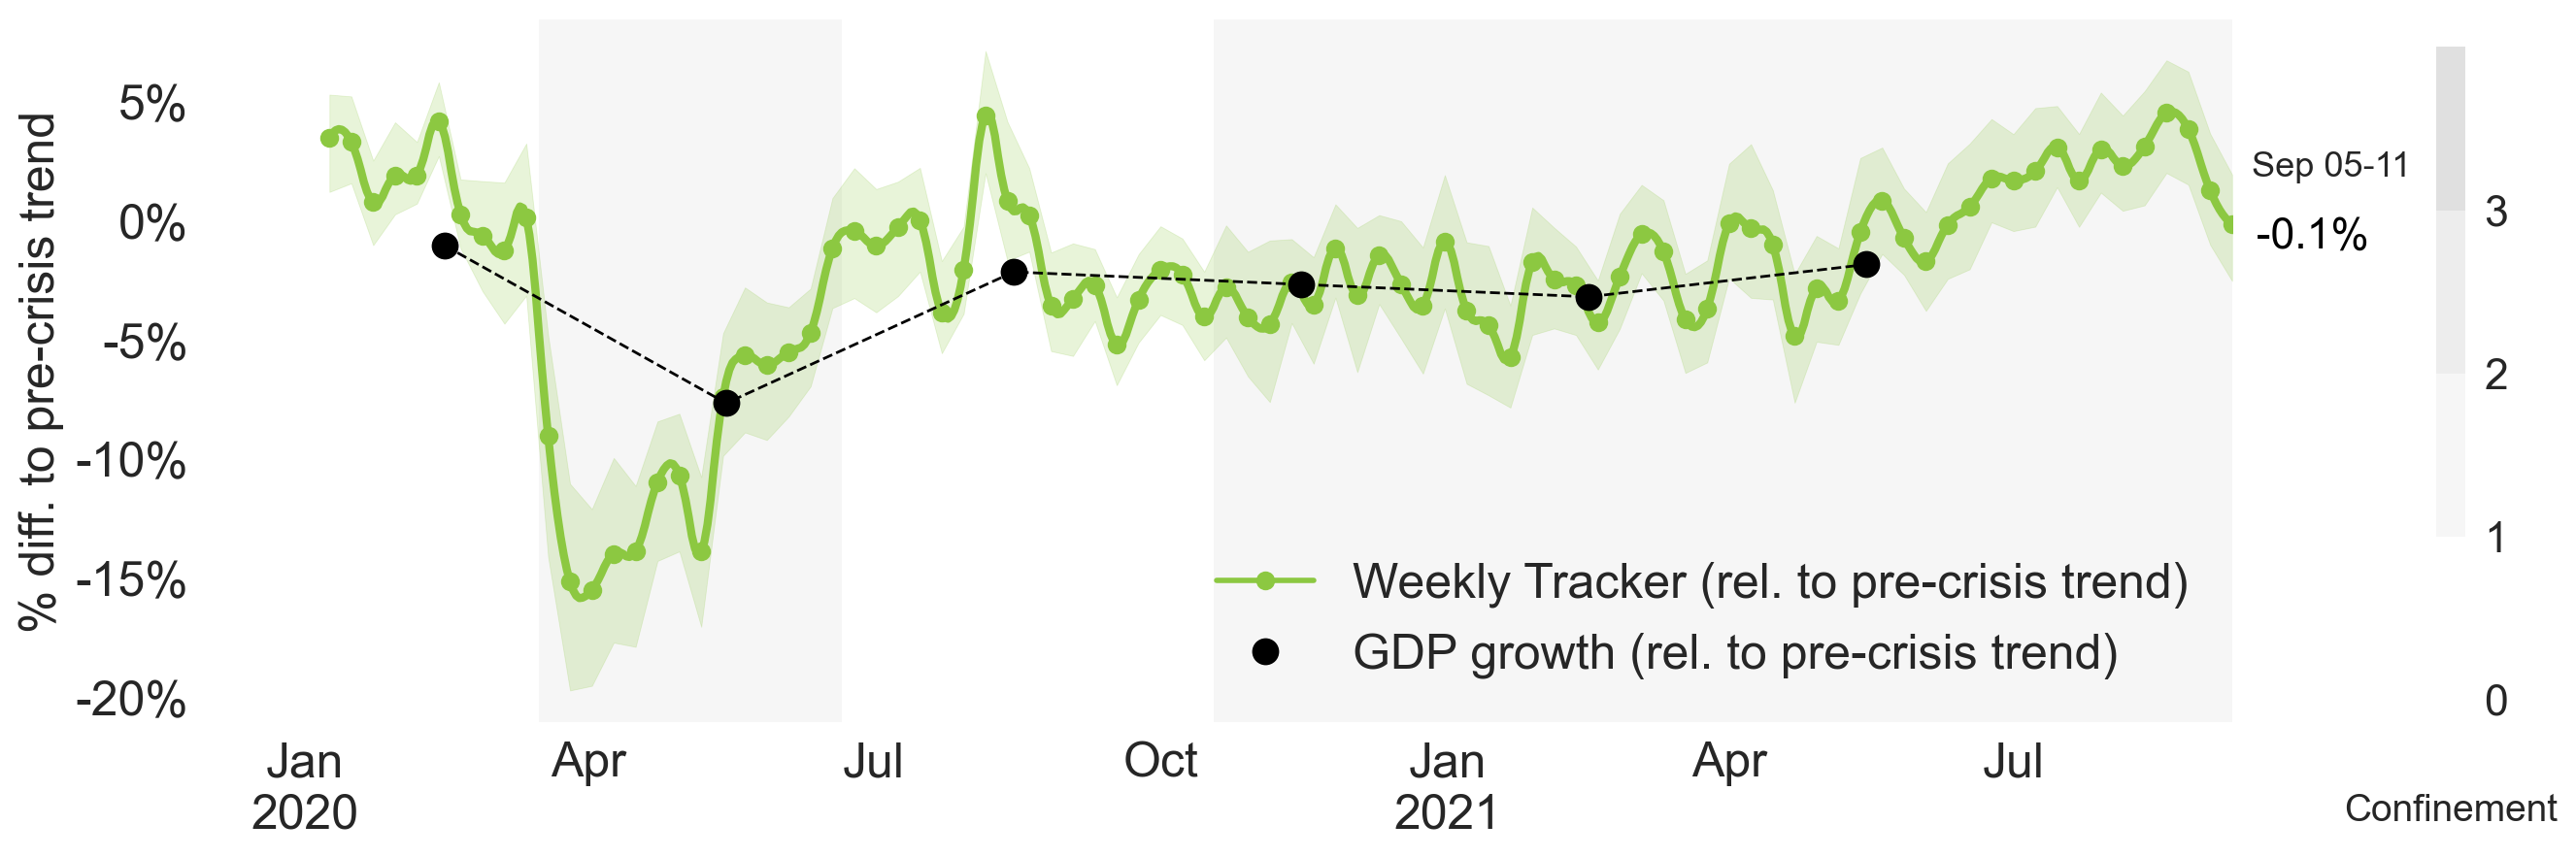 % diff. to pre-crisis trend
5%
0%
-5%
-10%
-15%
-20%
Jan
2020
Apr
Jul
Oct
Jan
2021
Apr
Jul
Weekly Tracker (rel. to pre-crisis trend)
GDP growth (rel. to pre-crisis trend)
Sep 05-11
-0.1%
3
2
1
0
Confinement